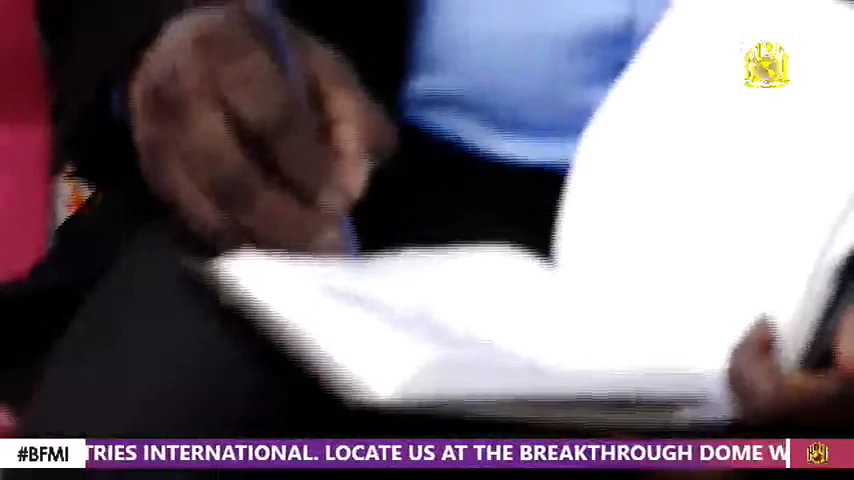 #BFMI TRIES INTERNATIONAL. LOCATE US AT THE BREAKTHROUGH DOME